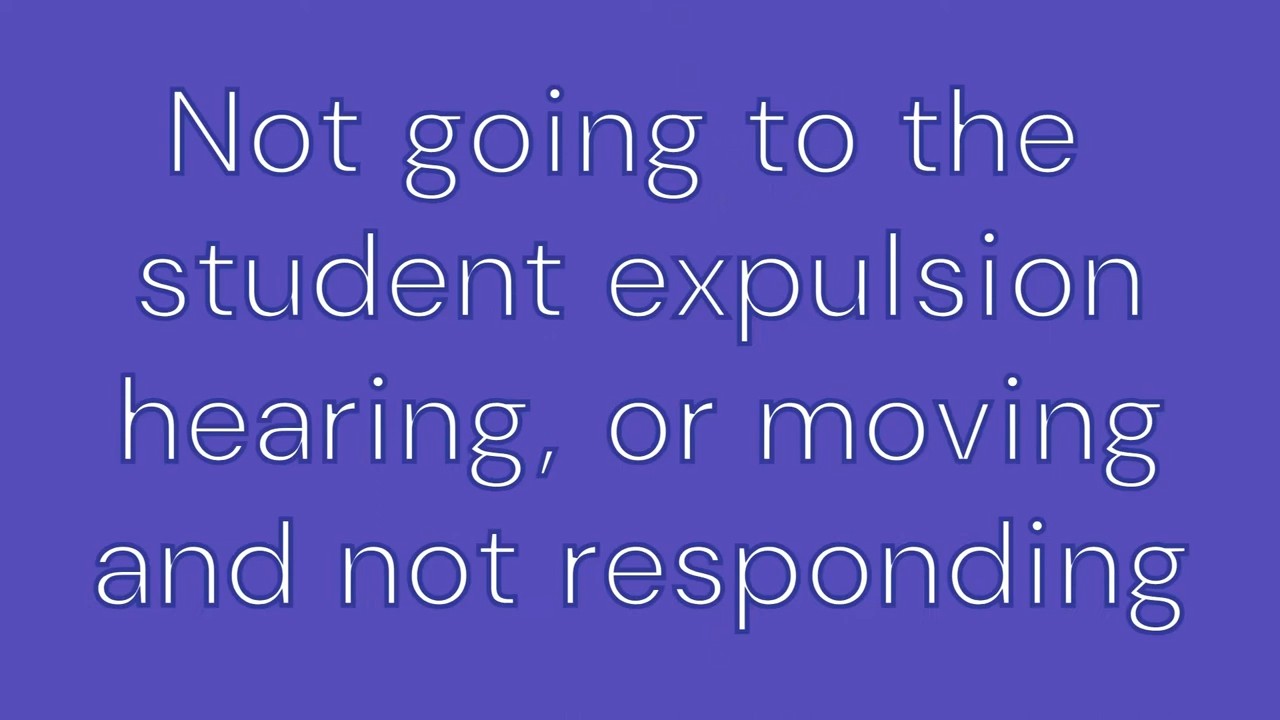 Not going to the
student expulsion
hearing, or moving
and not responding